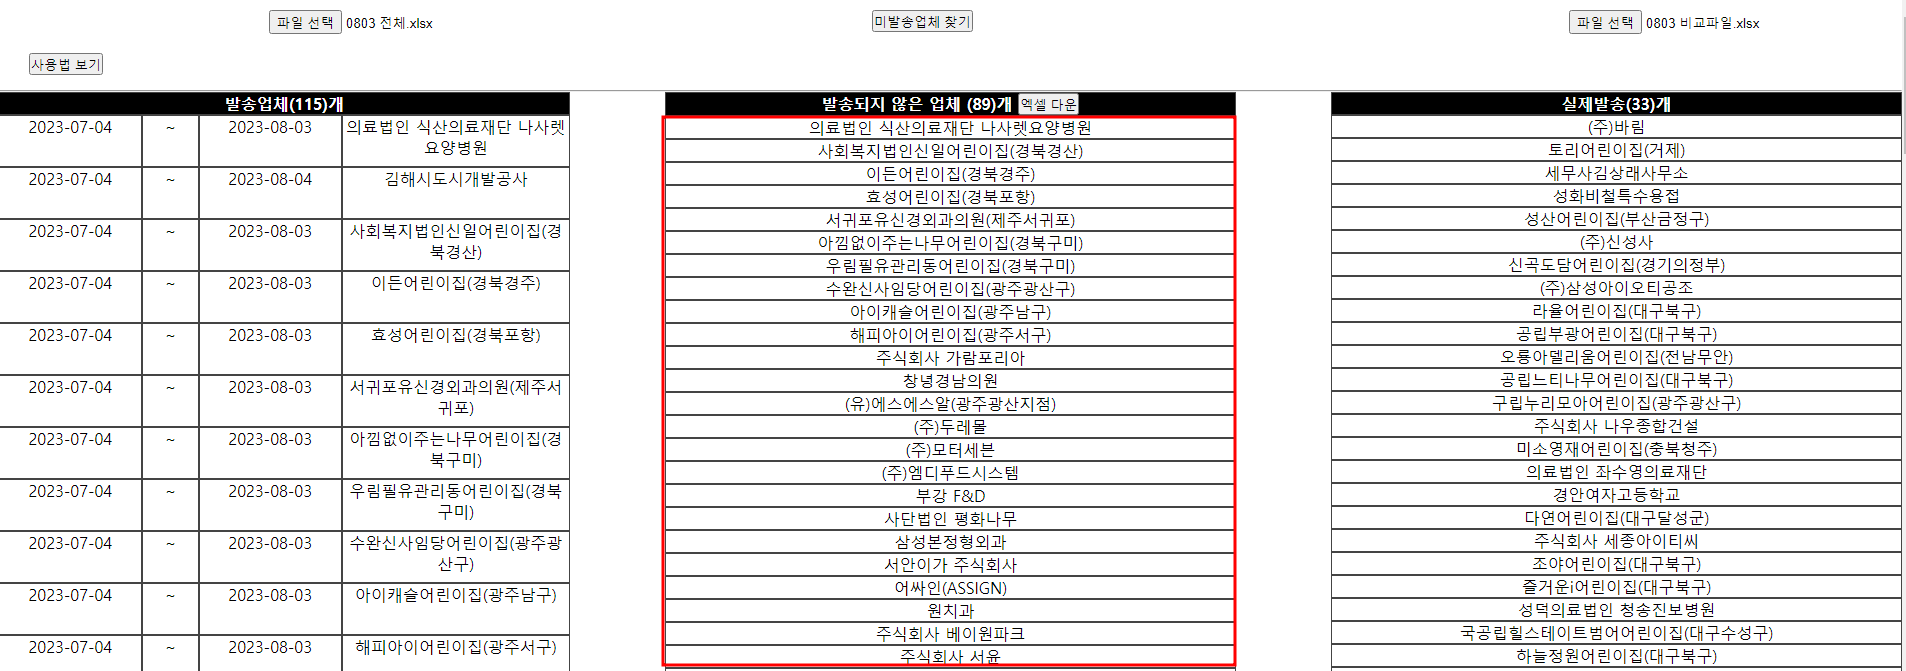 파일 선택 0803 전체.xlsx
미발송업체 찾기
파일 선택 0803 비교파일.xlsx
사용법 보기
발송업체(115)개
2023-07-04 ~ 2023-08-03 의료법인 식산의료재단 나사렛
요양병원
2023-07-04 ~ 2023-08-04 김해시도시개발공사
2023-07-04 ~ 2023-08-03 사회복지법인신일어린이집(경
북경산)
2023-07-04 ~ 2023-08-03 이든어린이집(경북경주)
2023-07-04 ~ 2023-08-03 효성어린이집(경북포항)
2023-07-04 ~ 2023-08-03 서귀포유신경외과의원(제주서
귀포)
2023-07-04 ~ 2023-08-03 아낌없이주는나무어린이집(경
북구미)
2023-07-04 ~ 2023-08-03 우림필유관리동어린이집(경북
구미)
2023-07-04 ~ 2023-08-03 수완신사임당어린이집(광주광
산구)
2023-07-04 ~ 2023-08-03 아이캐슬어린이집(광주남구)
2023-07-04 ~ 2023-08-03 해피아이어린이집(광주서구)
발송되지 않은 업체 (89)개 엑셀 다운
의료법인 식산의료재단 나사렛요양병원
사회복지법인신일어린이집(경북경산)
이든어린이집(경북경주)
효성어린이집(경북포항)
서귀포유신경외과의원(제주서귀포)
아낌없이주는나무어린이집(경북구미)
우림필유관리동어린이집(경북구미)
수완신사임당어린이집(광주광산구)
아이캐슬어린이집(광주남구)
해피아이어린이집(광주서구)
주식회사 가람포리아
창녕경남의원
(유)에스에스알(광주광산지점)
(주)두레몰
(주)모터세븐
(주)엠디푸드시스템
부강 F&D
사단법인 평화나무
삼성본정형외과
서안이가 주식회사
어싸인(ASSIGN)
원치과
주식회사 베이원파크
주식회사 서윤
실제발송(33)개
(주)바림
토리어린이집(거제)
세무사김상래사무소
성화비철특수용접
성산어린이집(부산금정구)
(주)신성사
신곡도담어린이집(경기의정부)
(주)삼성아이오티공조
라율어린이집(대구북구)
공립부광어린이집(대구북구)
오룡아델리움어린이집(전남무안)
공립느티나무어린이집(대구북구)
구립누리모아어린이집(광주광산구)
주식회사 나우종합건설
미소영재어린이집(충북청주)
의료법인 좌수영의료재단
경안여자고등학교
다연어린이집(대구달성군)
주식회사 세종아이티씨
조야어린이집(대구북구)
즐거운i어린이집(대구북구)
성덕의료법인 청송진보병원
국공립힐스테이트범어어린이집(대구수성구)
하늘정원어린이집(대구북구)